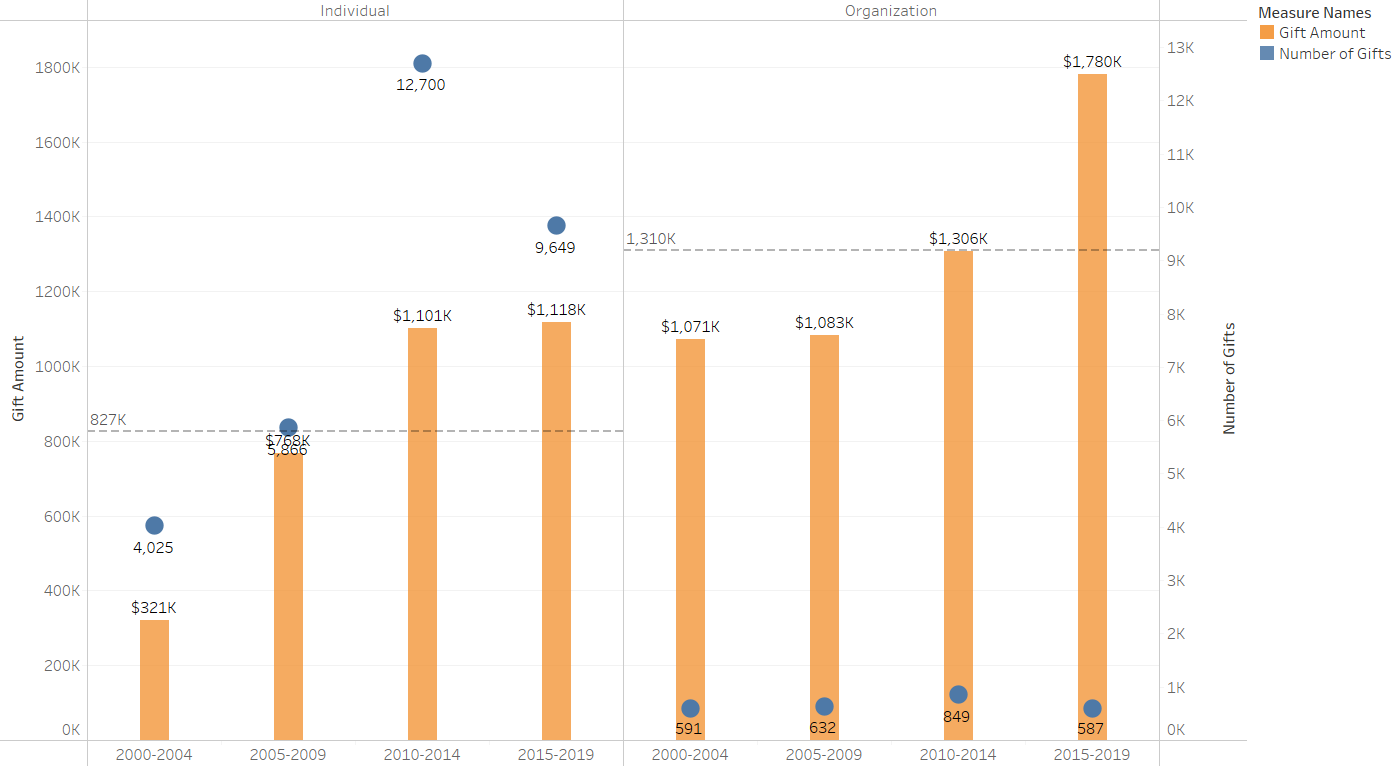 Individual
Organization
Measure Names
Gift Amount
Number of Gifts
Gift Amount
1800K
1600K
1400K
1200K
1000K
800K
600K
400K
200K
0K
12,700
9,649
$1,101K
$1,118K
827K
$768K
5,866
4,025
$321K
$1,780K
1,310K
$1,306K
$1,071K
$1,083K
591
632
849
587
13K
12K
11K
10K
9K
8K
7K
6K
5K
4K
3K
2K
1K
0K
Number of Gifts
2000-2004
2005-2009
2010-2014
2015-2019
2000-2004
2005-2009
2010-2014
2015-2019